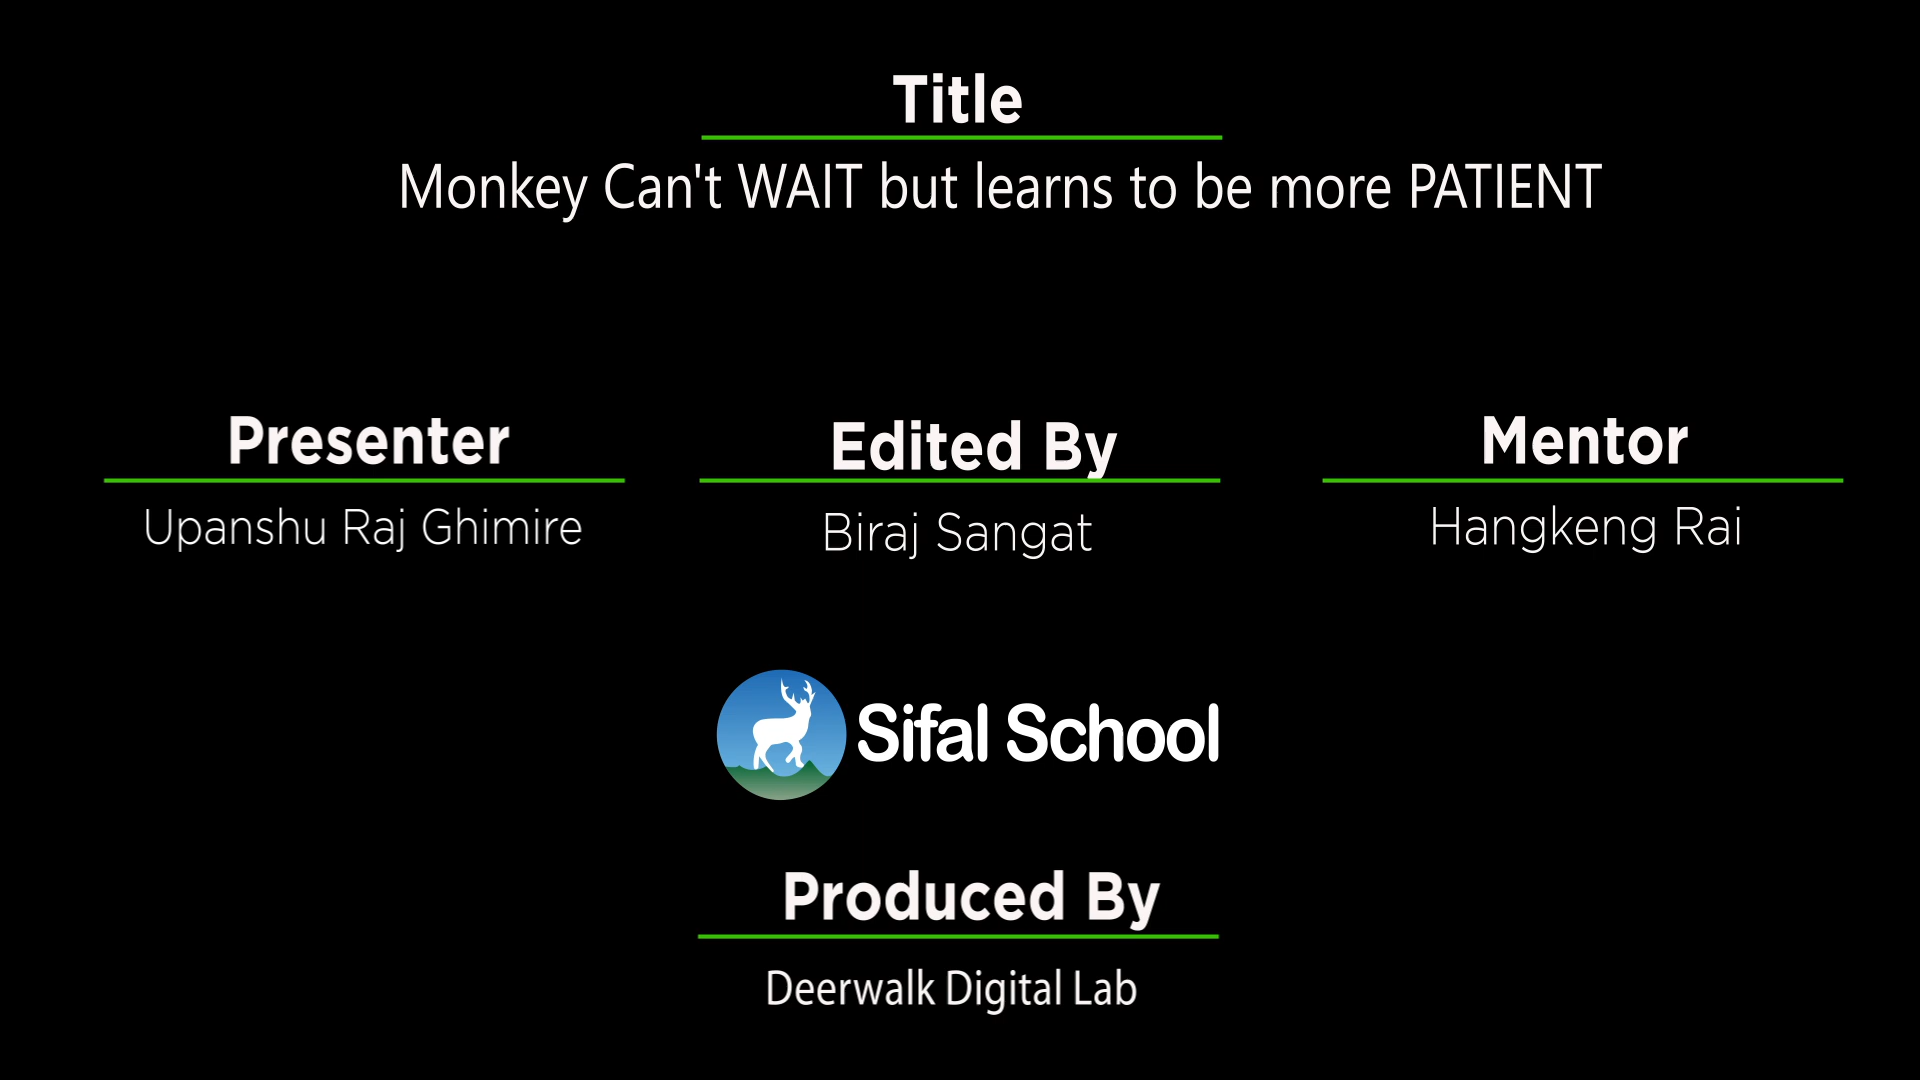 Title
Monkey Can't WAIT but learns to be more PATIENT
Presenter
Upanshu Raj Ghimire
Edited By
Biraj Sangat
Mentor
Hangkeng Rai
Sifal School
Produced By
Deerwalk Digital Lab